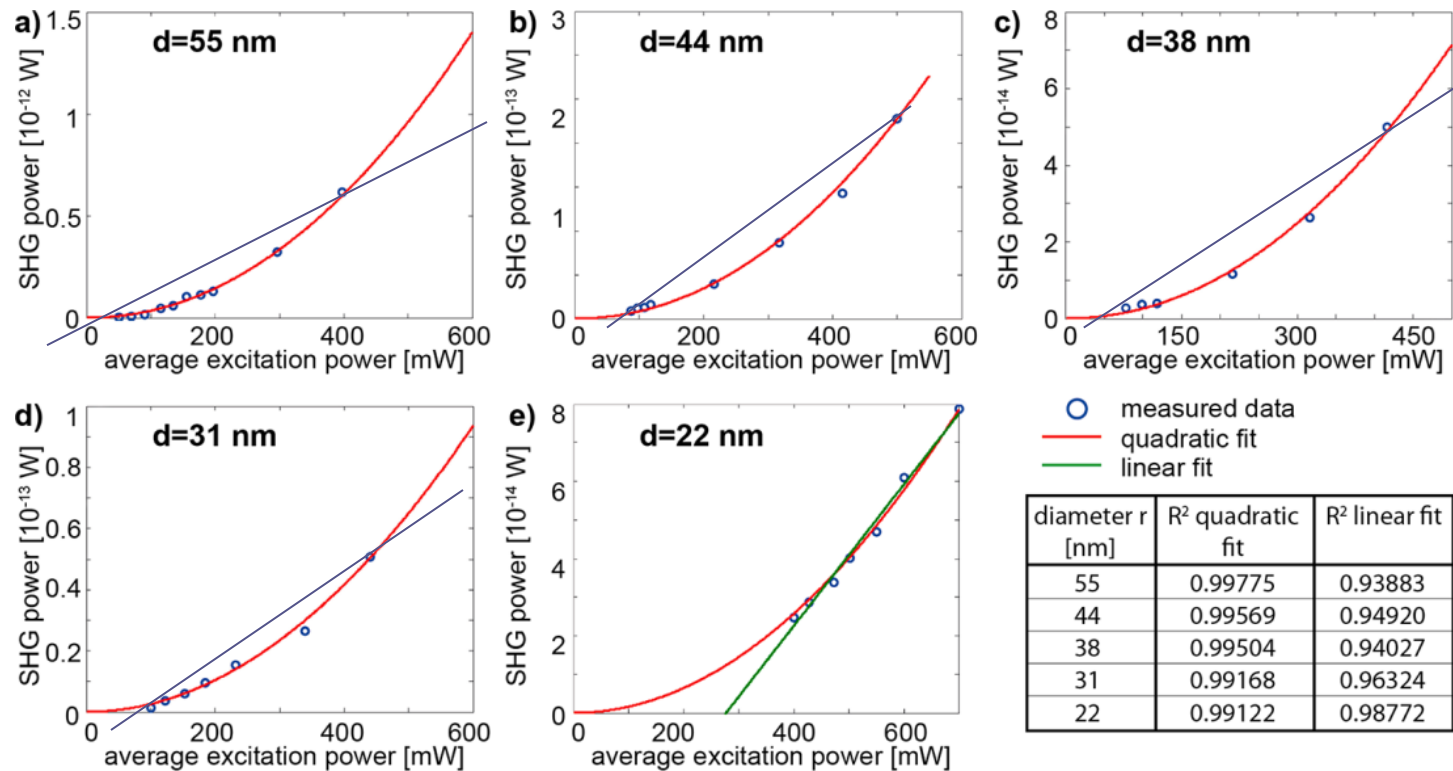 a)
d=55 nm
SHG power [10⁻¹² W]
1.5
1
0.5
0
0 200 400 600
average excitation power [mW]
b)
d=44 nm
SHG power [10⁻¹³ W]
3
2
1
0
0 200 400 600
average excitation power [mW]
c)
d=38 nm
SHG power [10⁻¹⁴ W]
8
6
4
2
0
0 150 300 450
average excitation power [mW]
d)
d=31 nm
SHG power [10⁻¹³ W]
1
0.8
0.6
0.4
0.2
0
0 200 400 600
average excitation power [mW]
e)
d=22 nm
SHG power [10⁻¹⁴ W]
8
6
4
2
0
0 200 400 600
average excitation power [mW]
measured data
quadratic fit
linear fit
diameter r [nm] R² quadratic fit R² linear fit
55 0.99775 0.93883
44 0.99569 0.94920
38 0.99504 0.94027
31 0.99168 0.96324
22 0.99122 0.98772